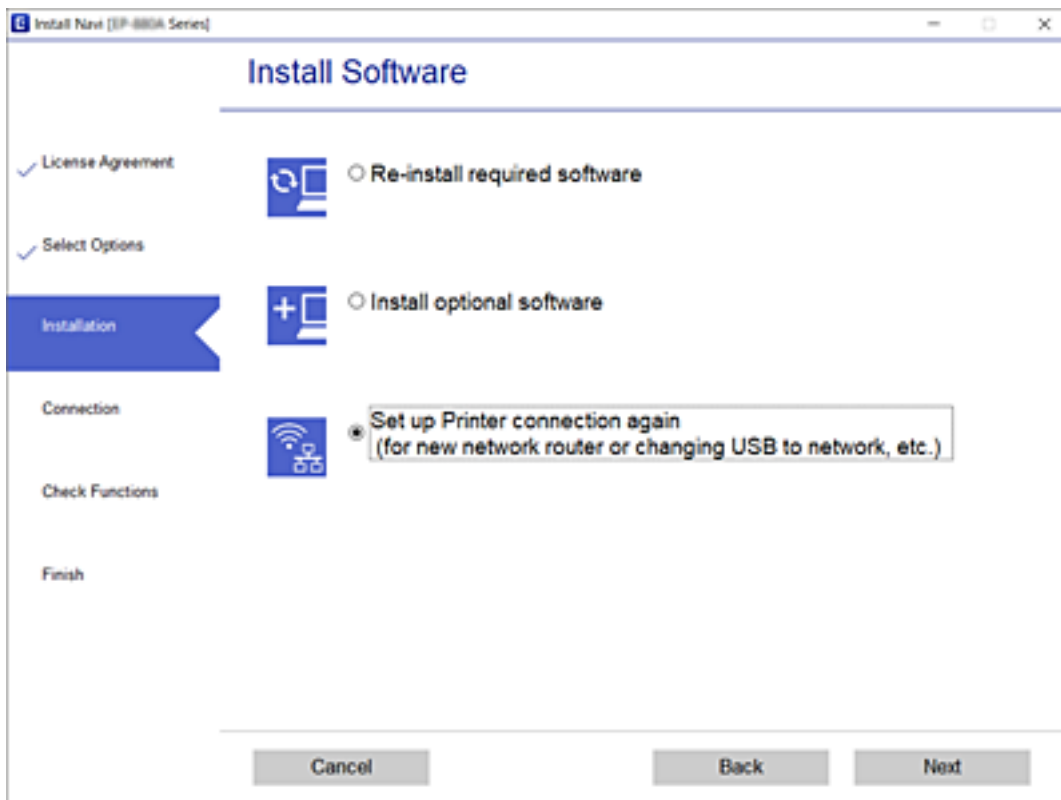 Install Navi [EP-880A Series]
Install Software
License Agreement
Select Options
Installation
Connection
Check Functions
Finish
Re-install required software
Install optional software
Set up Printer connection again
(for new network router or changing USB to network, etc.)
Cancel
Back
Next